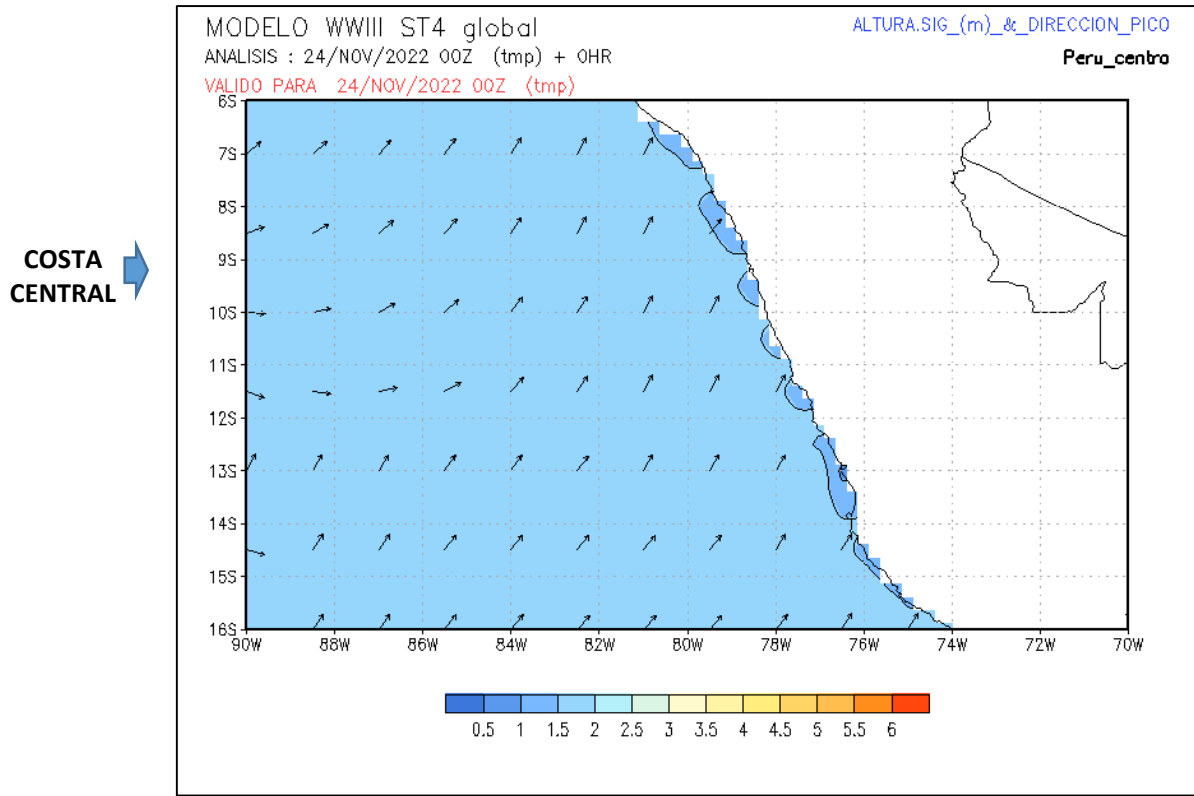 MODELO WWIII ST4 global
ALTURA.SIG_(m)_&_DIRECCION_PICO
ANALISIS : 24/NOV/2022 00Z (tmp) + 0HR
Peru_centro
VALIDO PARA 24/NOV/2022 00Z (tmp)
COSTA
CENTRAL
6S
7S
8S
9S
10S
11S
12S
13S
14S
15S
16S
90W 88W 86W 84W 82W 80W 78W 76W 74W 72W 70W
0.5 1 1.5 2 2.5 3 3.5 4 4.5 5 5.5 6